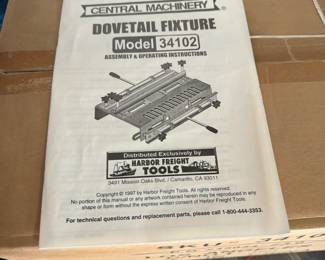 CENTRAL MACHINERY®
DOVETAIL FIXTURE
Model 34102
ASSEMBLY & OPERATING INSTRUCTIONS
Distributed Exclusively by
HARBOR FREIGHT
TOOLS
3491 Mission Oaks Blvd. / Camarillo, CA 93011
Copyright © 1997 by Harbor Freight Tools. All rights reserved.
No portion of this manual or any artwork contained herein may be reproduced in any
shape or form without the express written consent of Harbor Freight Tools.
For technical questions and replacement parts, please call 1-800-444-3353.